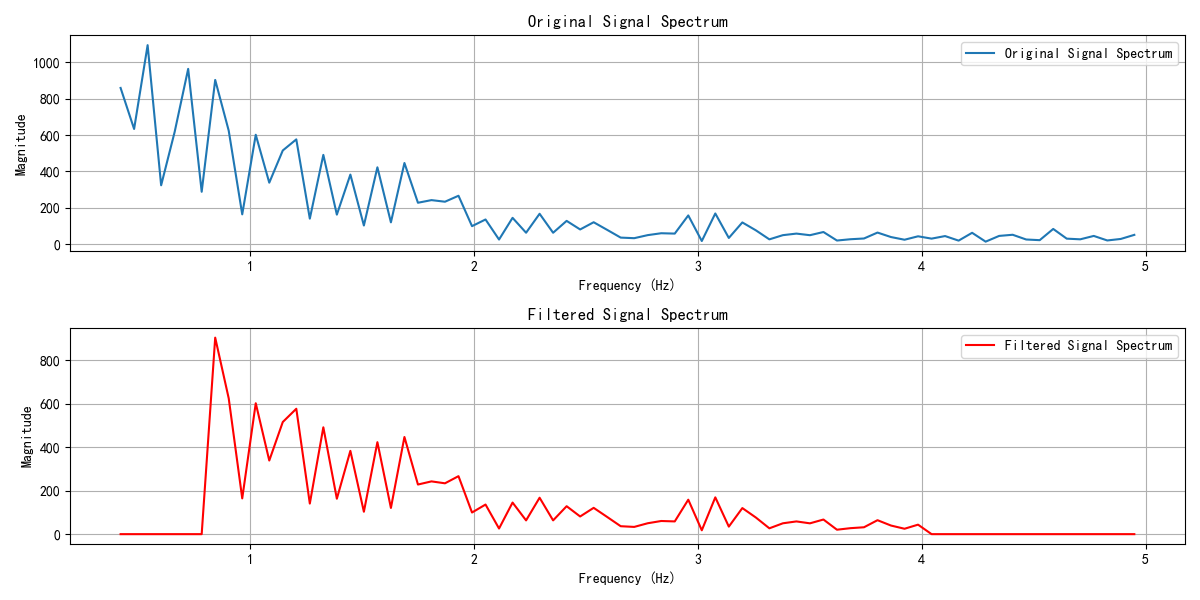 Original Signal Spectrum
Original Signal Spectrum
1000
800
600
400
200
0
Magnitude
1 2 3 4 5
Frequency (Hz)
Filtered Signal Spectrum
Filtered Signal Spectrum
800
600
400
200
0
Magnitude
1 2 3 4 5
Frequency (Hz)